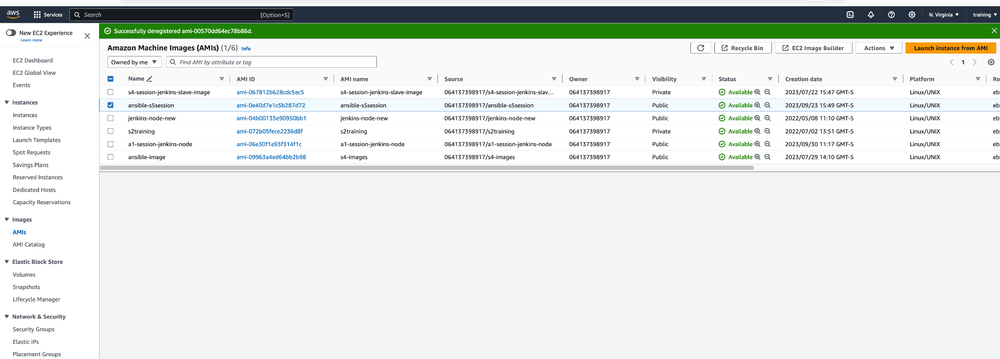 aws Services Search [Option+S] N. Virginia training
New EC2 Experience
Learn more
EC2 Dashboard
EC2 Global View
Events
Instances
Instances
Instance Types
Launch Templates
Spot Requests
Savings Plans
Reserved Instances
Dedicated Hosts
Capacity Reservations
Images
AMIs
AMI Catalog
Elastic Block Store
Volumes
Snapshots
Lifecycle Manager
Network & Security
Security Groups
Elastic IPs
Placement Groups
Successfully deregistered ami-00570dd64ec78b86d.
Amazon Machine Images (AMIs) (1/6) Info Recycle Bin EC2 Image Builder Actions Launch instance from AMI
Owned by me Find AMI by attribute or tag 1
Name AMI ID AMI name Source Owner Visibility Status Creation date Platform Ro
s4-session-jenkins-slave-image ami-067812b628cdc5ec5 s4-session-jenkins-slave-image 064137398917/s4-session-jenkins-slav... 064137398917 Private Available 2023/07/22 15:47 GMT-5 Linux/UNIX ebs
ansible-s5session ami-0e40d7e1c5b287d72 ansible-s5session 064137398917/ansible-s5session 064137398917 Public Available 2023/09/23 15:49 GMT-5 Linux/UNIX ebs
jenkins-node-new ami-04b00135e90950bb1 jenkins-node-new 064137398917/jenkins-node-new 064137398917 Public Available 2022/05/08 11:10 GMT-5 Linux/UNIX ebs
s2training ami-072b05fece2236d8f s2training 064137398917/s2training 064137398917 Private Available 2022/07/02 13:51 GMT-5 Linux/UNIX ebs
a1-session-jenkins-node ami-06e30f1e93f314f1c a1-session-jenkins-node 064137398917/a1-session-jenkins-node 064137398917 Public Available 2023/09/30 11:17 GMT-5 Linux/UNIX ebs
ansible-image ami-09963a4ed64bb2b98 s4-images 064137398917/s4-images 064137398917 Public Available 2023/07/29 14:10 GMT-5 Linux/UNIX ebs